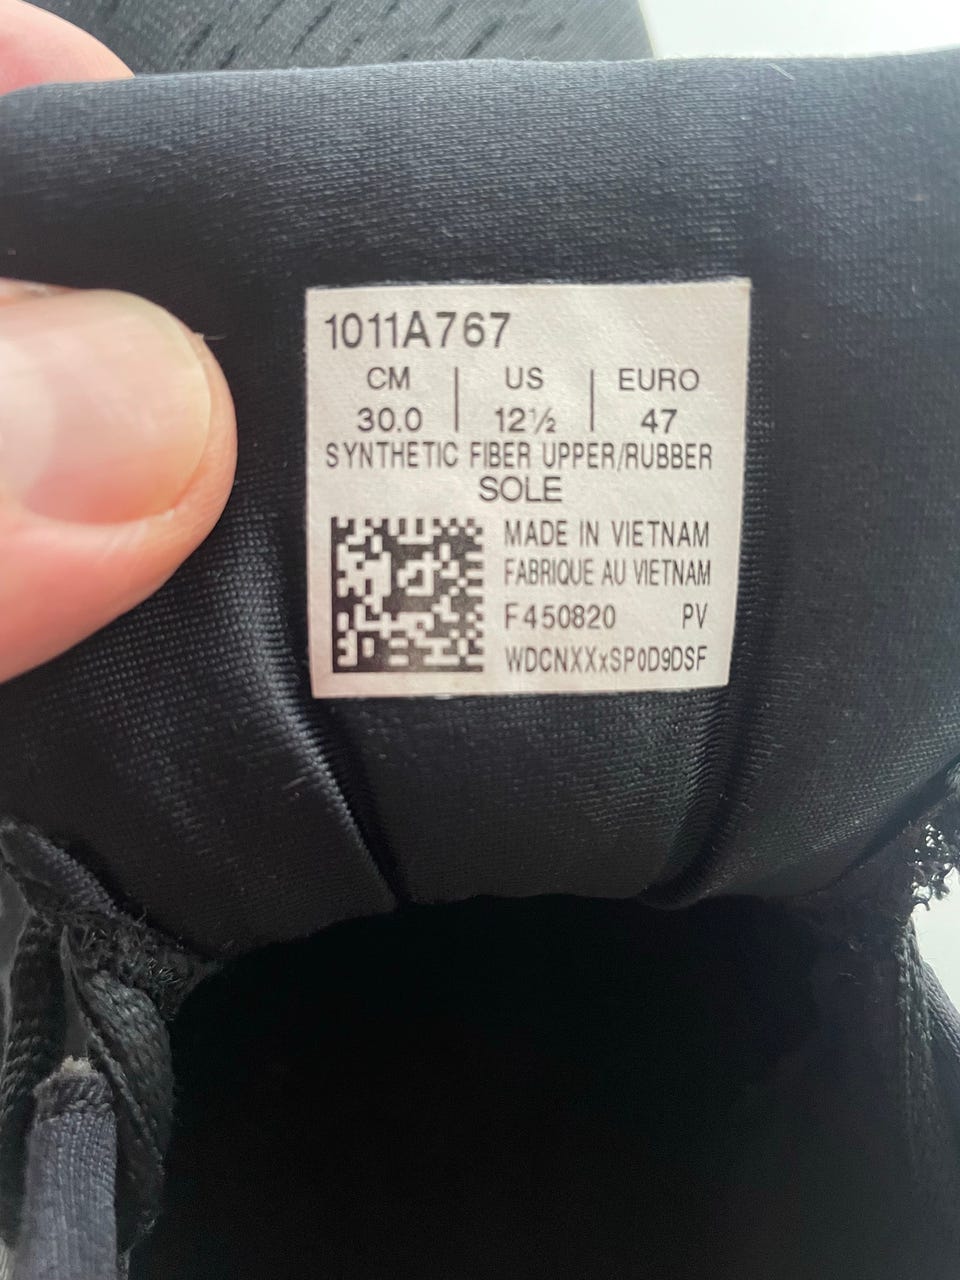 1011A767
CM | US | EURO
30.0 | 12½ | 47
SYNTHETIC FIBER UPPER/RUBBER
SOLE
MADE IN VIETNAM
FABRIQUE AU VIETNAM
F450820 PV
WDCNXXxSP0D9DSF